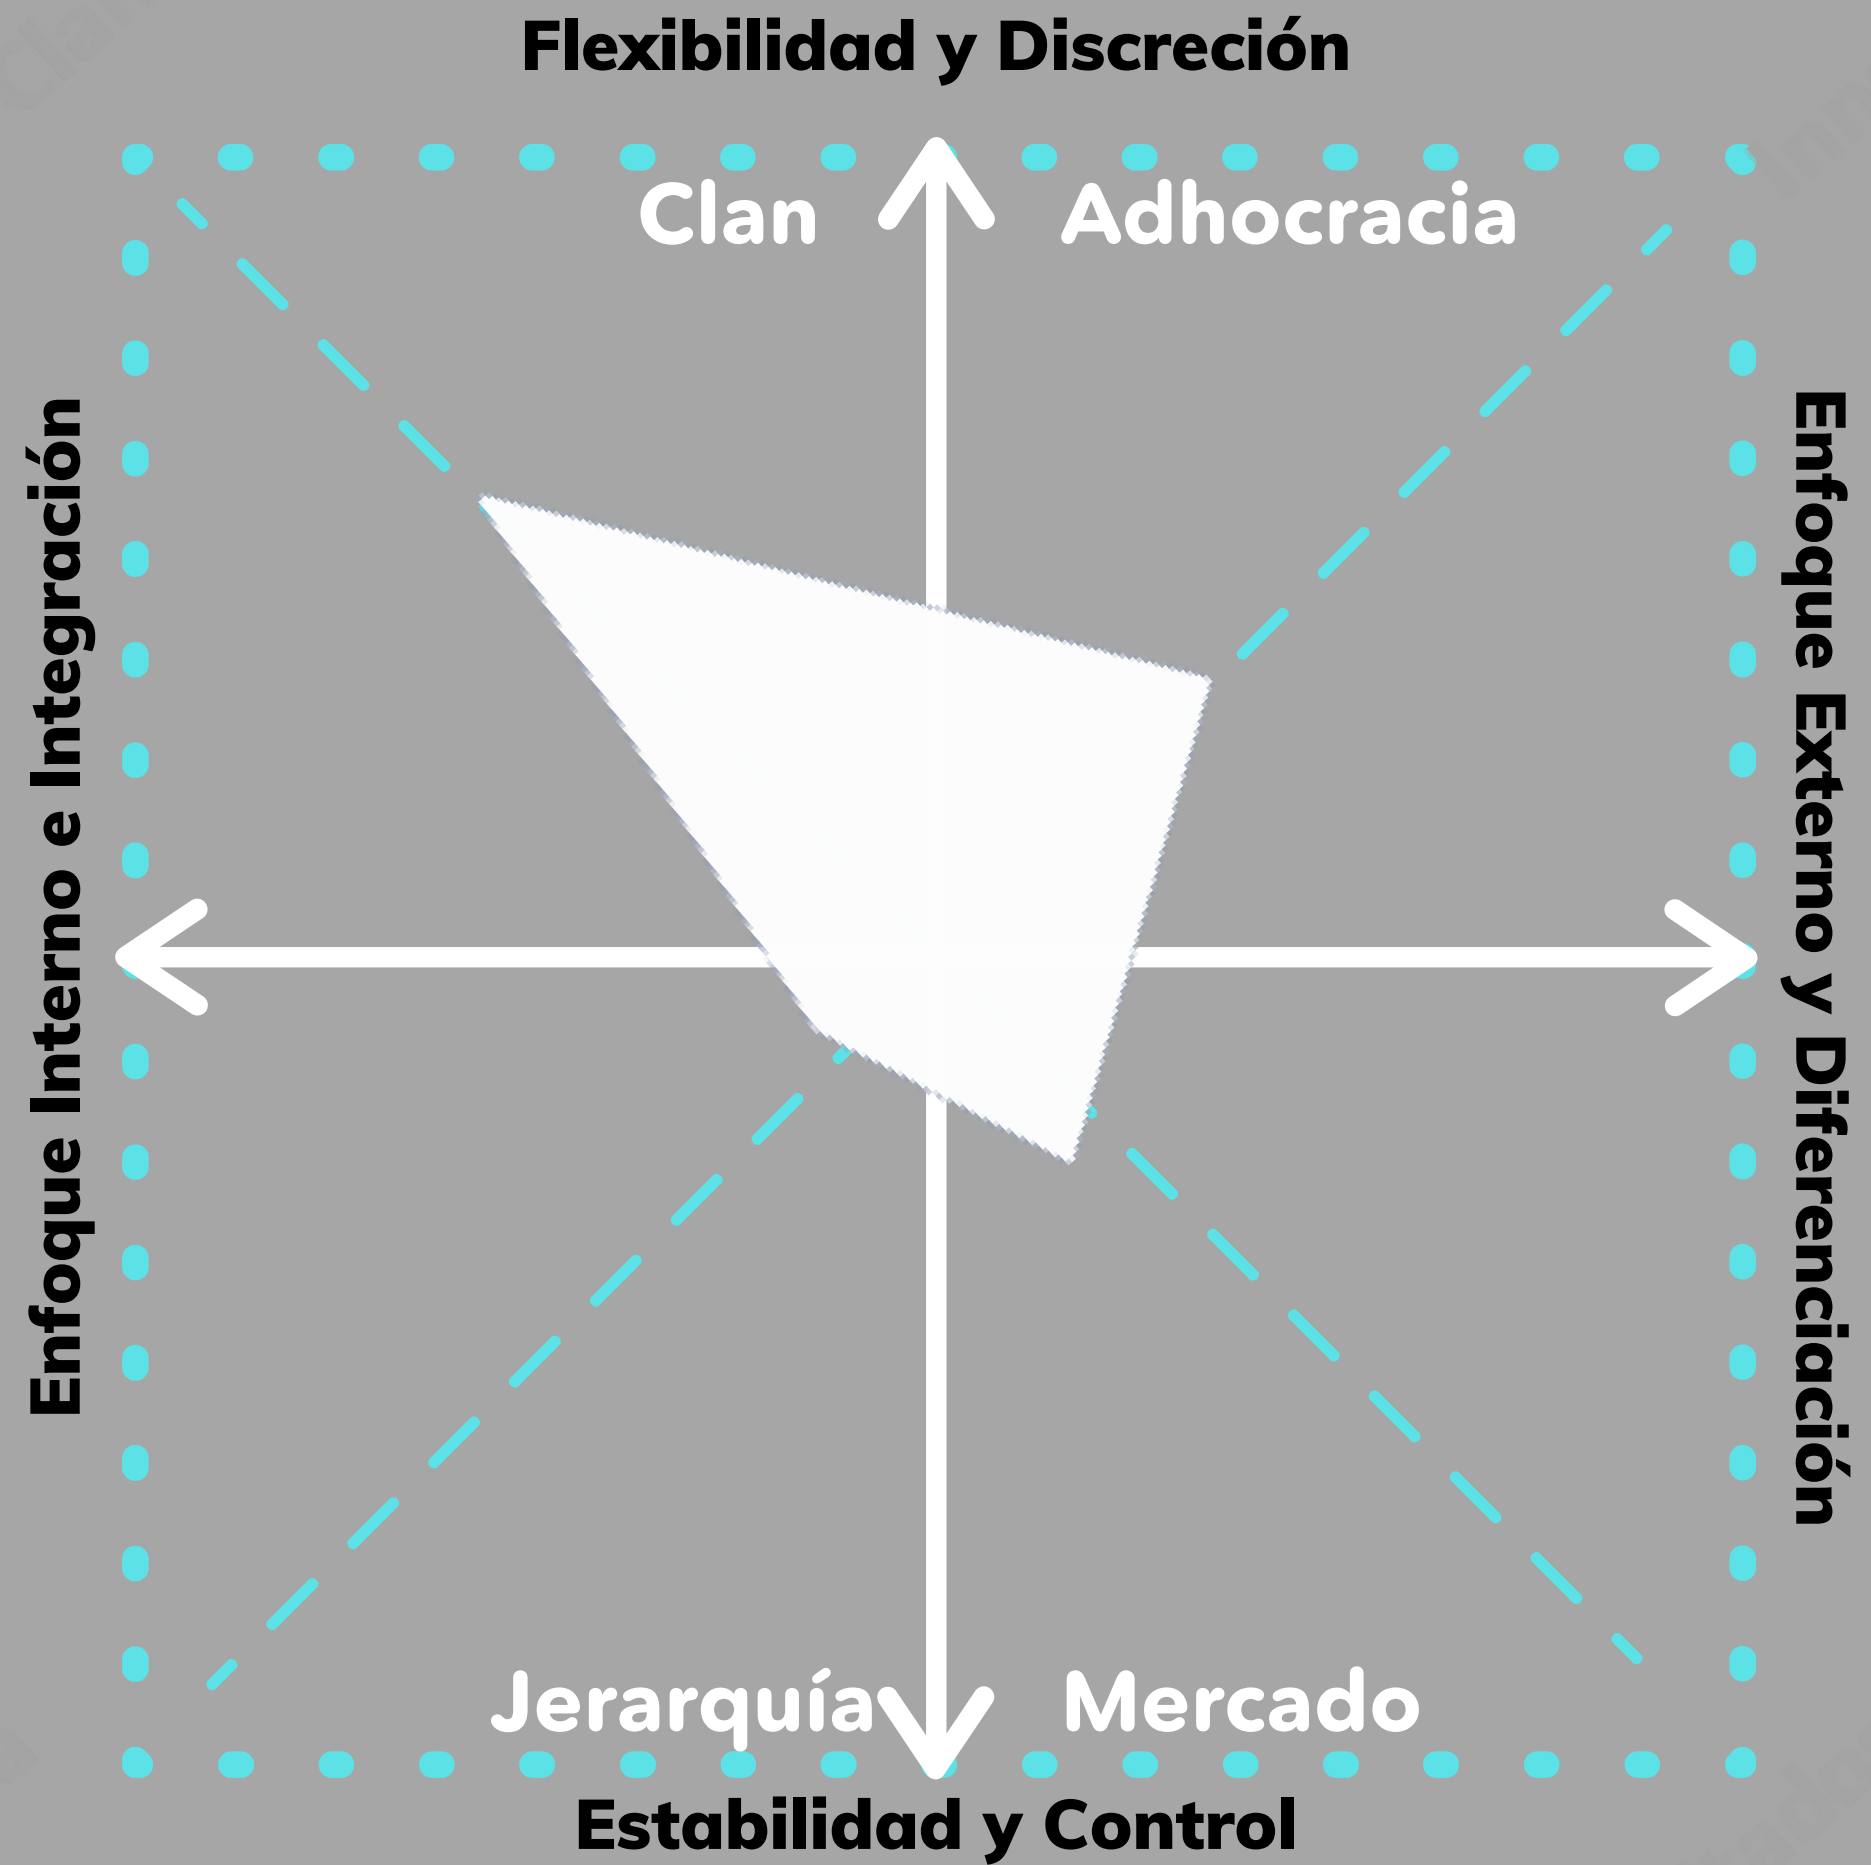 Flexibilidad y Discreción
Clan
Adhocracia
Enfoque Interno e Integración
Enfoque Externo y Diferenciación
Jerarquía
Mercado
Estabilidad y Control